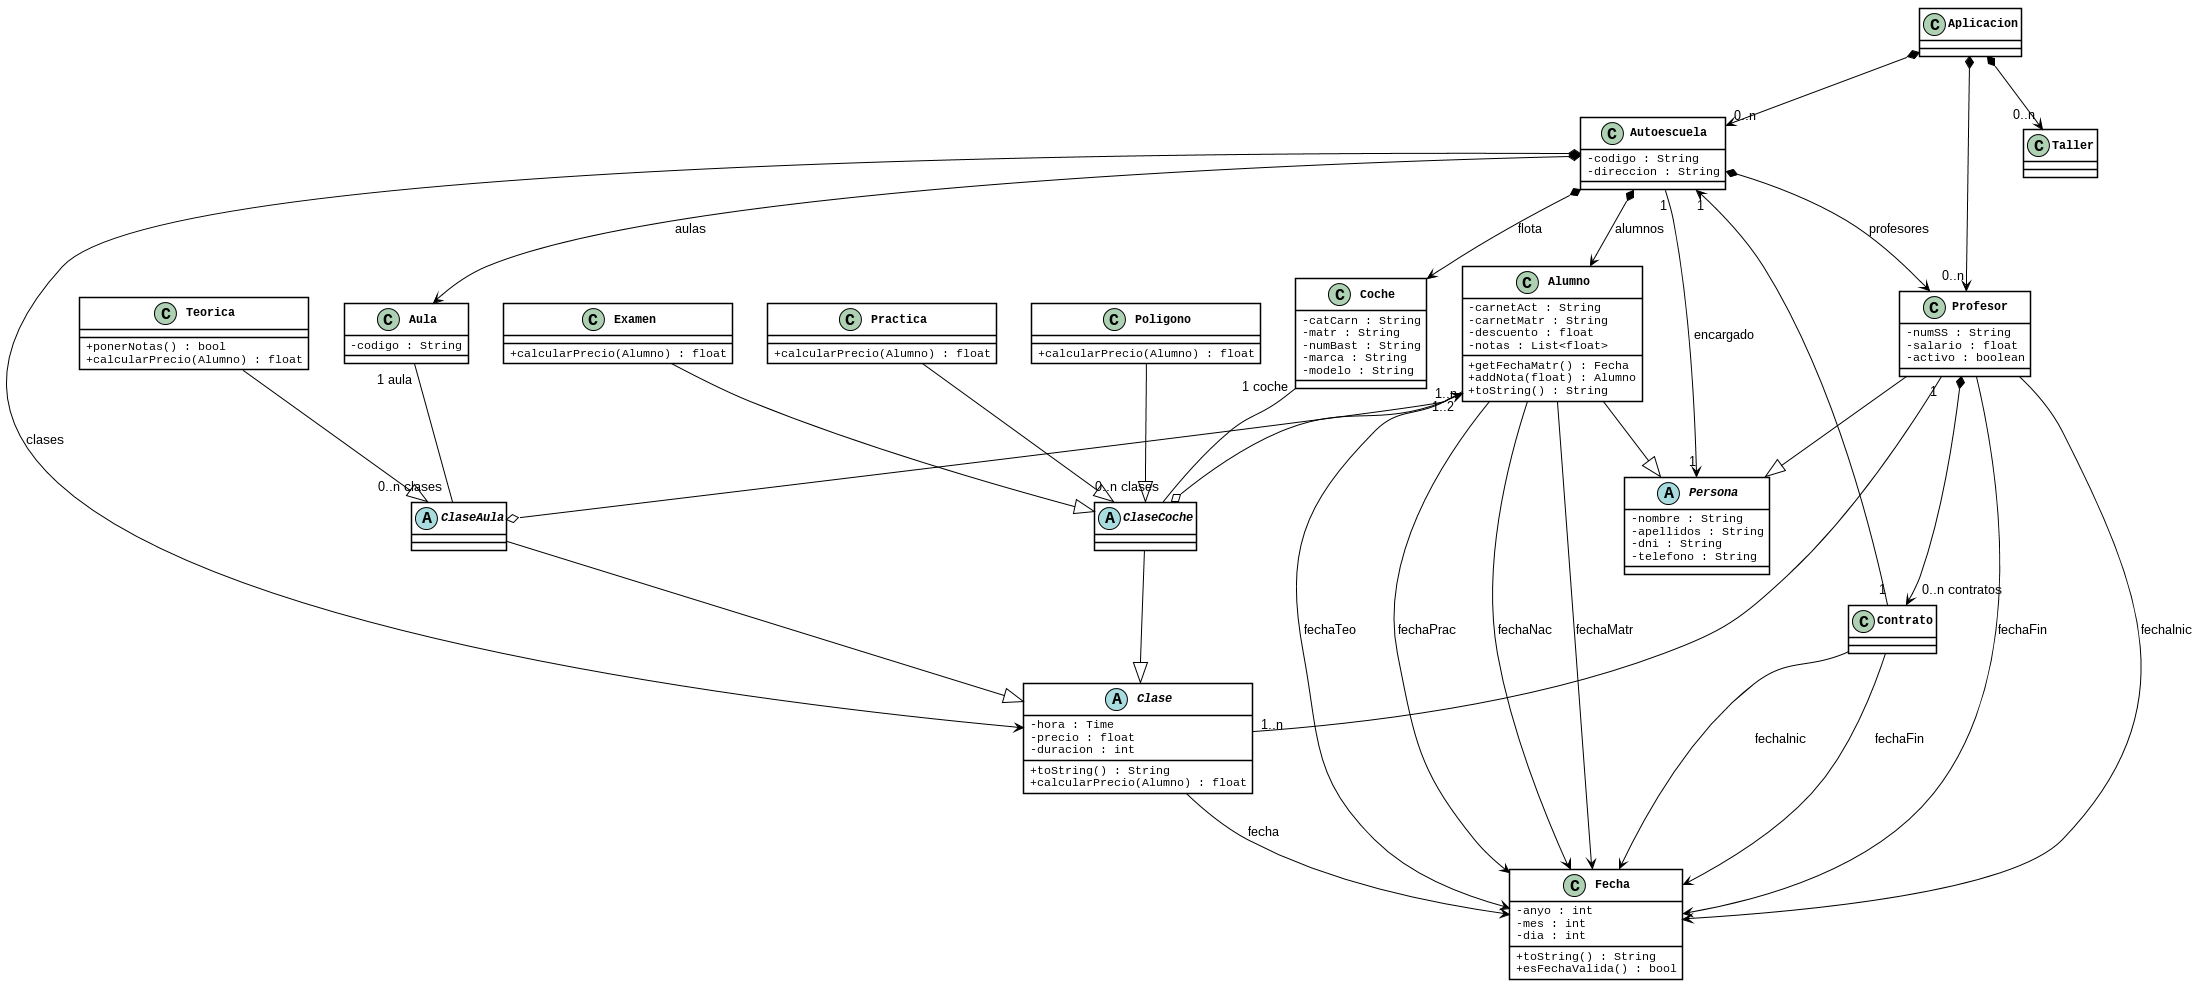 C Aplicacion
0..n
0..n
C Autoescuela
-codigo : String
-direccion : String
C Taller
1
1
aulas
flota
alumnos
profesores
0..n
C Teorica
+ponerNotas() : bool
+calcularPrecio(Alumno) : float
C Aula
-codigo : String
C Examen
+calcularPrecio(Alumno) : float
C Practica
+calcularPrecio(Alumno) : float
C Poligono
+calcularPrecio(Alumno) : float
C Coche
-catCarn : String
-matr : String
-numBast : String
-marca : String
-modelo : String
C Alumno
-carnetAct : String
-carnetMatr : String
-descuento : float
-notas : List<float>
+getFechaMatr() : Fecha
+addNota(float) : Alumno
+toString() : String
encargado
C Profesor
-numSS : String
-salario : float
-activo : boolean
1 aula
1 coche
1..n
1..2
1
clases
0..n clases
0..n clases
1
A ClaseAula
A ClaseCoche
A Persona
-nombre : String
-apellidos : String
-dni : String
-telefono : String
1
0..n contratos
C Contrato
fechaTeo
fechaPrac
fechaNac
fechaMatr
fechaFin
fechaInic
A Clase
-hora : Time
-precio : float
-duracion : int
+toString() : String
+calcularPrecio(Alumno) : float
1..n
fechaInic
fechaFin
fecha
C Fecha
-anyo : int
-mes : int
-dia : int
+toString() : String
+esFechaValida() : bool